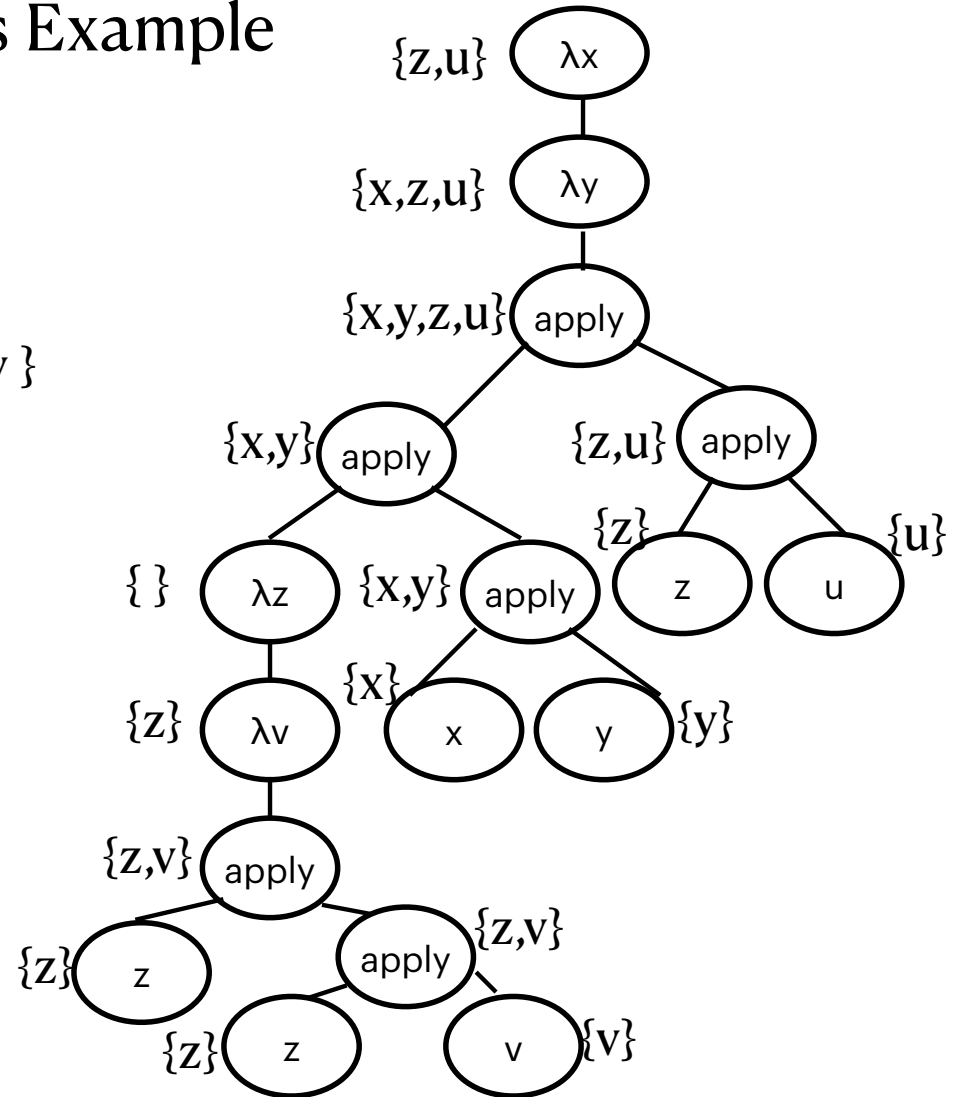 s Example
{z,u} λx
{x,z,u} λy
{x,y,z,u} apply
}
{x,y} apply {z,u} apply
{z} {u}
{ } λz {x,y} apply z u
{x}
{z} λv x y {y}
{z,v} apply
{z,v}
{z} z apply
{z} z v {v}